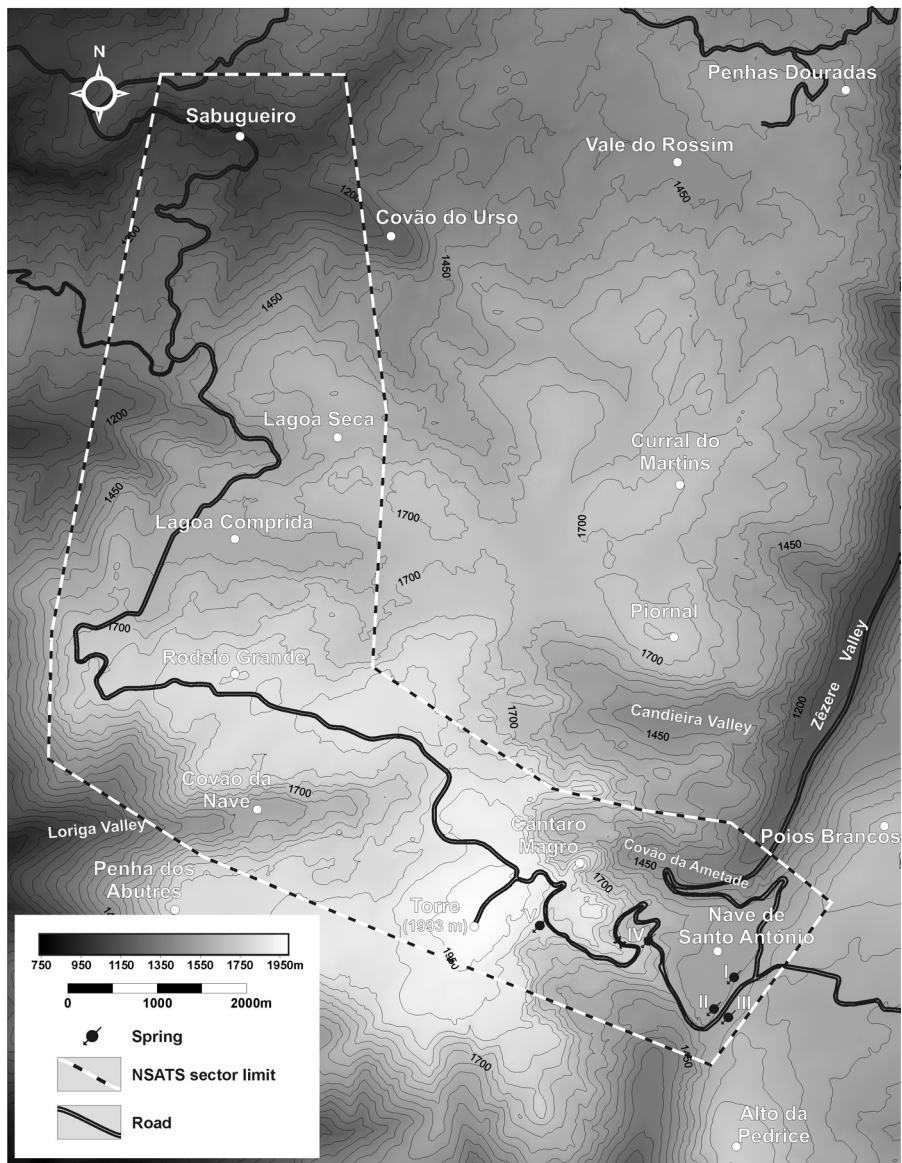 N
Penhas Douradas
Sabugueiro
Vale do Rossim
1450
1200
Covão do Urso
1200
1450
1450
Lagoa Seca
1200
Curral do
Martins
1450
1700
Lagoa Comprida
1700
1450
1700
Piornal
1700
1700
Rodeio Grande
Zêzere Valley
1200
1700
Candieira Valley
1450
Covão da
Nave
1700
Loriga Valley
Cântaro
Magro
Poios Brancos
Covão da Ametade
1450
Penha dos
Abutres
1700
Torre
(1993 m)
V
IV
Nave de
Santo António
1950
I
II
III
1700
1450
Alto da
Pedrice
750 950 1150 1350 1550 1750 1950m
0 1000 2000m
Spring
NSATS sector limit
Road